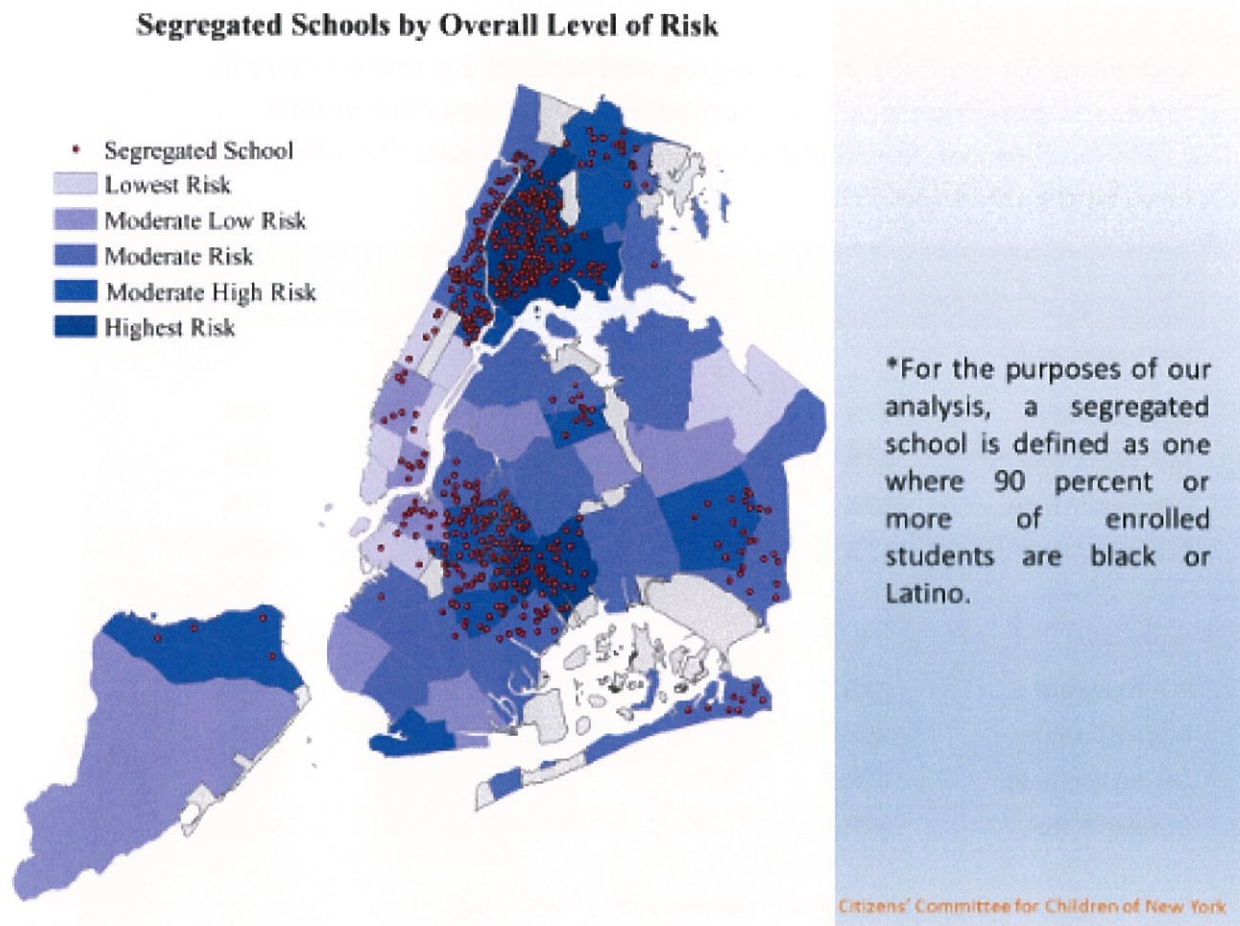 Segregated Schools by Overall Level of Risk
Segregated School
Lowest Risk
Moderate Low Risk
Moderate Risk
Moderate High Risk
Highest Risk
*For the purposes of our
analysis, a segregated
school is defined as one
where 90 percent or
more of enrolled
students are black or
Latino.
Citizens' Committee for Children of New York